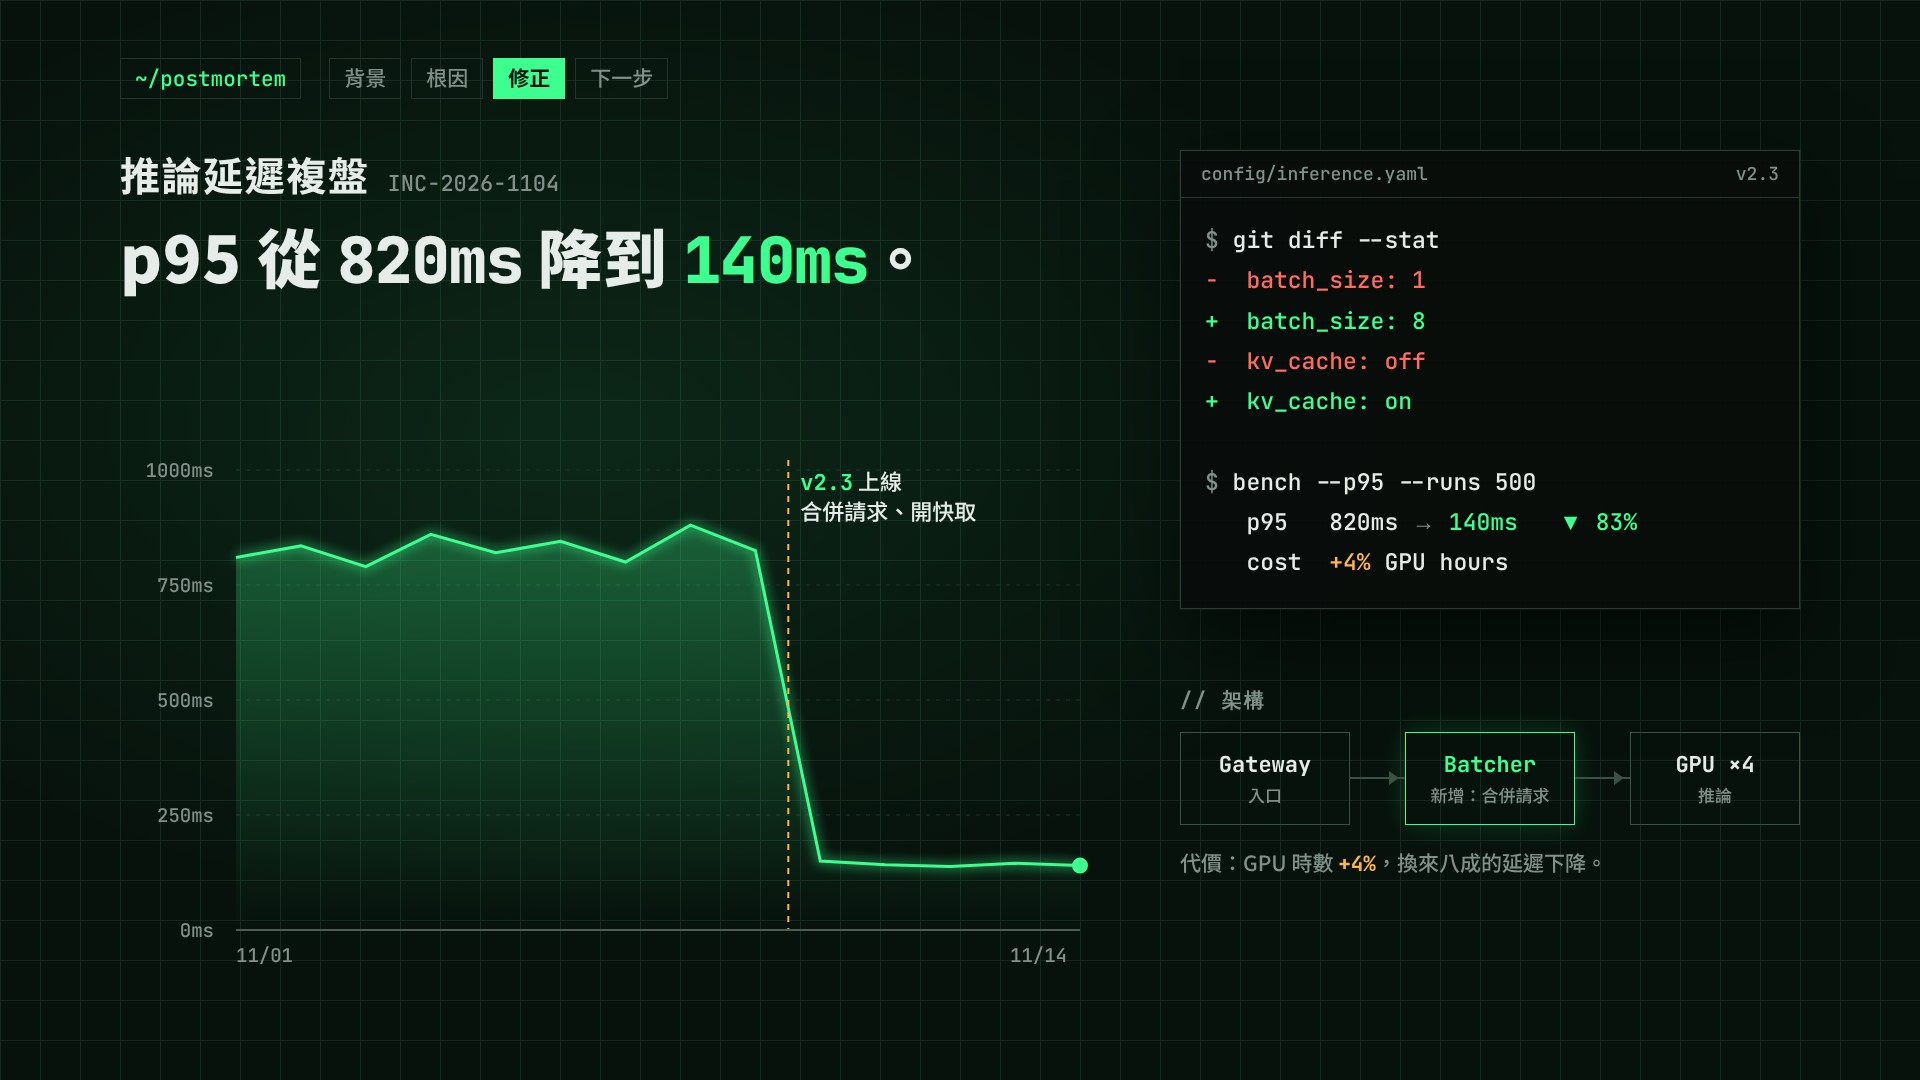 ~/postmortem 背景 根因 修正 下一步
推論延遲複盤 INC-2026-1104
p95 從 820ms 降到 140ms。
1000ms
750ms
500ms
250ms
0ms
v2.3 上線
合併請求、開快取
11/01 11/14
config/inference.yaml v2.3
$ git diff --stat
- batch_size: 1
+ batch_size: 8
- kv_cache: off
+ kv_cache: on
$ bench --p95 --runs 500
p95 820ms → 140ms ▼ 83%
cost +4% GPU hours
// 架構
Gateway
入口
Batcher
新增：合併請求
GPU ×4
推論
代價：GPU 時數 +4%，換來八成的延遲下降。